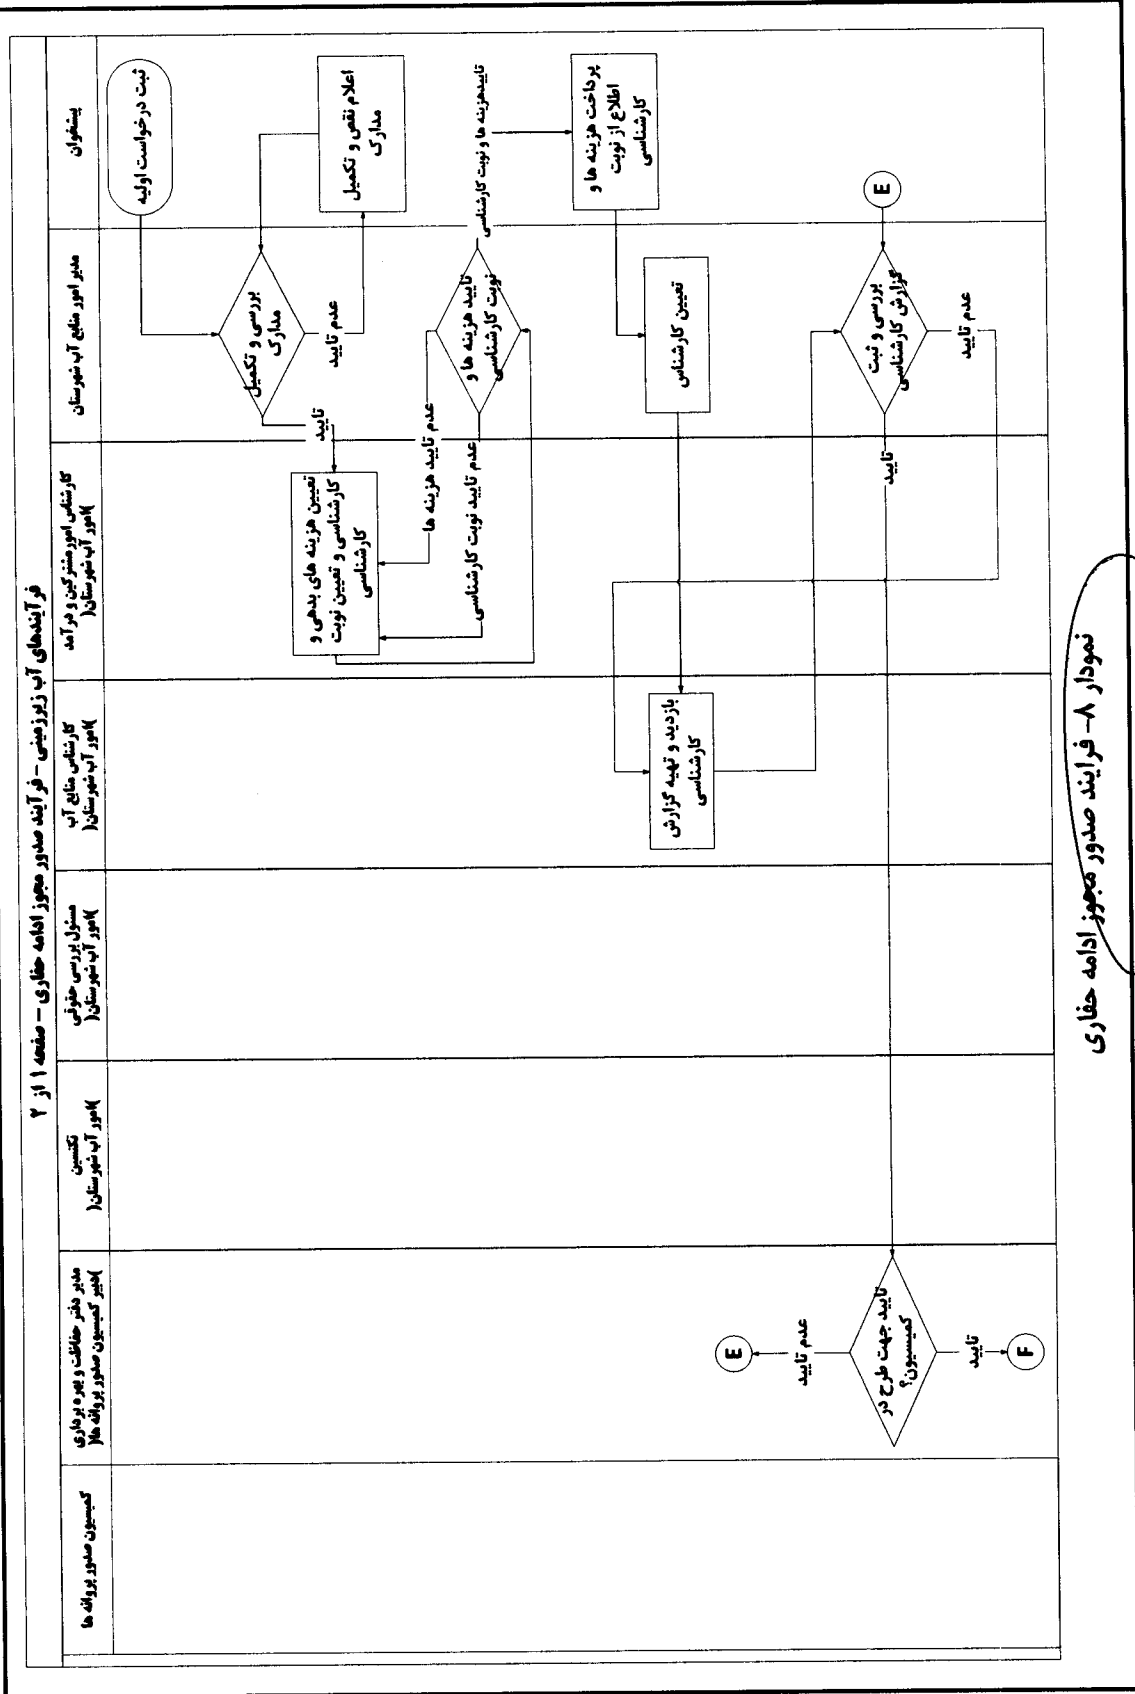 نمودار ۸- فرایند صدور مجوز ادامه حفاری
فرآیندهای آب زیرزمینی – فرآیند صدور مجوز ادامه حفاری – صفحه ۱ از ۲
پیشخوان
مدیر امور منابع آب شهرستان
کارشناس امور مشترکین و درآمد
)امور آب شهرستان(
کارشناس منابع آب
)امور آب شهرستان(
مسئول بررسی حقوقی
)امور آب شهرستان(
تکنسین
)امور آب شهرستان(
مدیر دفتر حفاظت و بهره برداری
)دبیر کمیسیون صدور پروانه ها(
کمیسیون صدور پروانه ها
ثبت درخواست اولیه
بررسی و تکمیل
مدارک
عدم تایید
تایید
اعلام نقص و تکمیل
مدارک
تعیین هزینه های بدهی و
کارشناسی و تعیین نوبت
کارشناسی
تایید هزینه ها و
نوبت کارشناسی
عدم تایید هزینه ها
عدم تایید نوبت کارشناسی
تایید هزینه ها و نوبت کارشناسی
پرداخت هزینه ها و
اطلاع از نوبت
کارشناسی
تعیین کارشناس
بازدید و تهیه گزارش
کارشناسی
E
بررسی و ثبت
گزارش کارشناسی
عدم تایید
تایید
تایید جهت طرح در
کمیسیون؟
عدم تایید
E
تایید
F